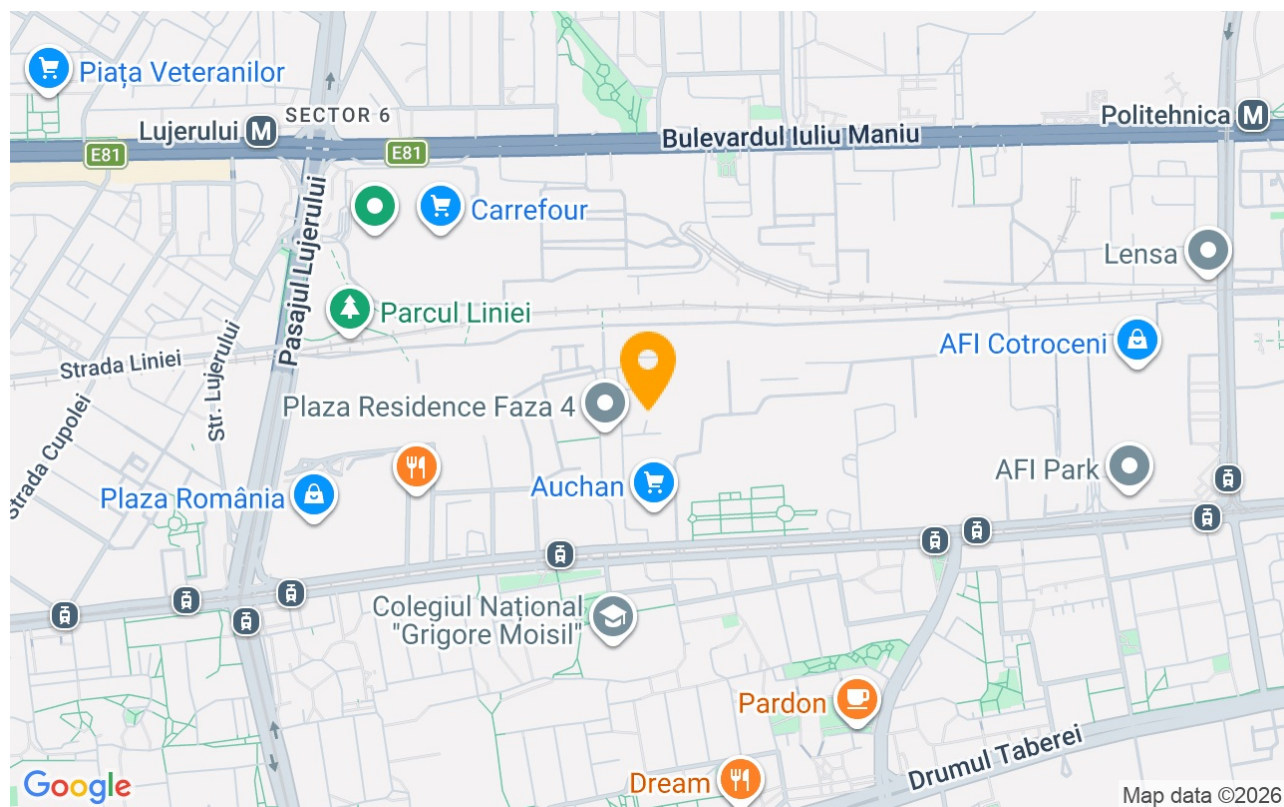 Piața Veteranilor
SECTOR 6
Lujerului M
Politehnica M
Bulevardul Iuliu Maniu
E81
E81
Pasajul Lujerului
Carrefour
Lensa
Parcul Liniei
AFI Cotroceni
Strada Liniei
Str. Lujerului
Strada Cupolei
Plaza Residence Faza 4
AFI Park
Auchan
Plaza România
Colegiul Național
"Grigore Moisil"
Pardon
Drumul Taberei
Dream
Google
Map data ©2026